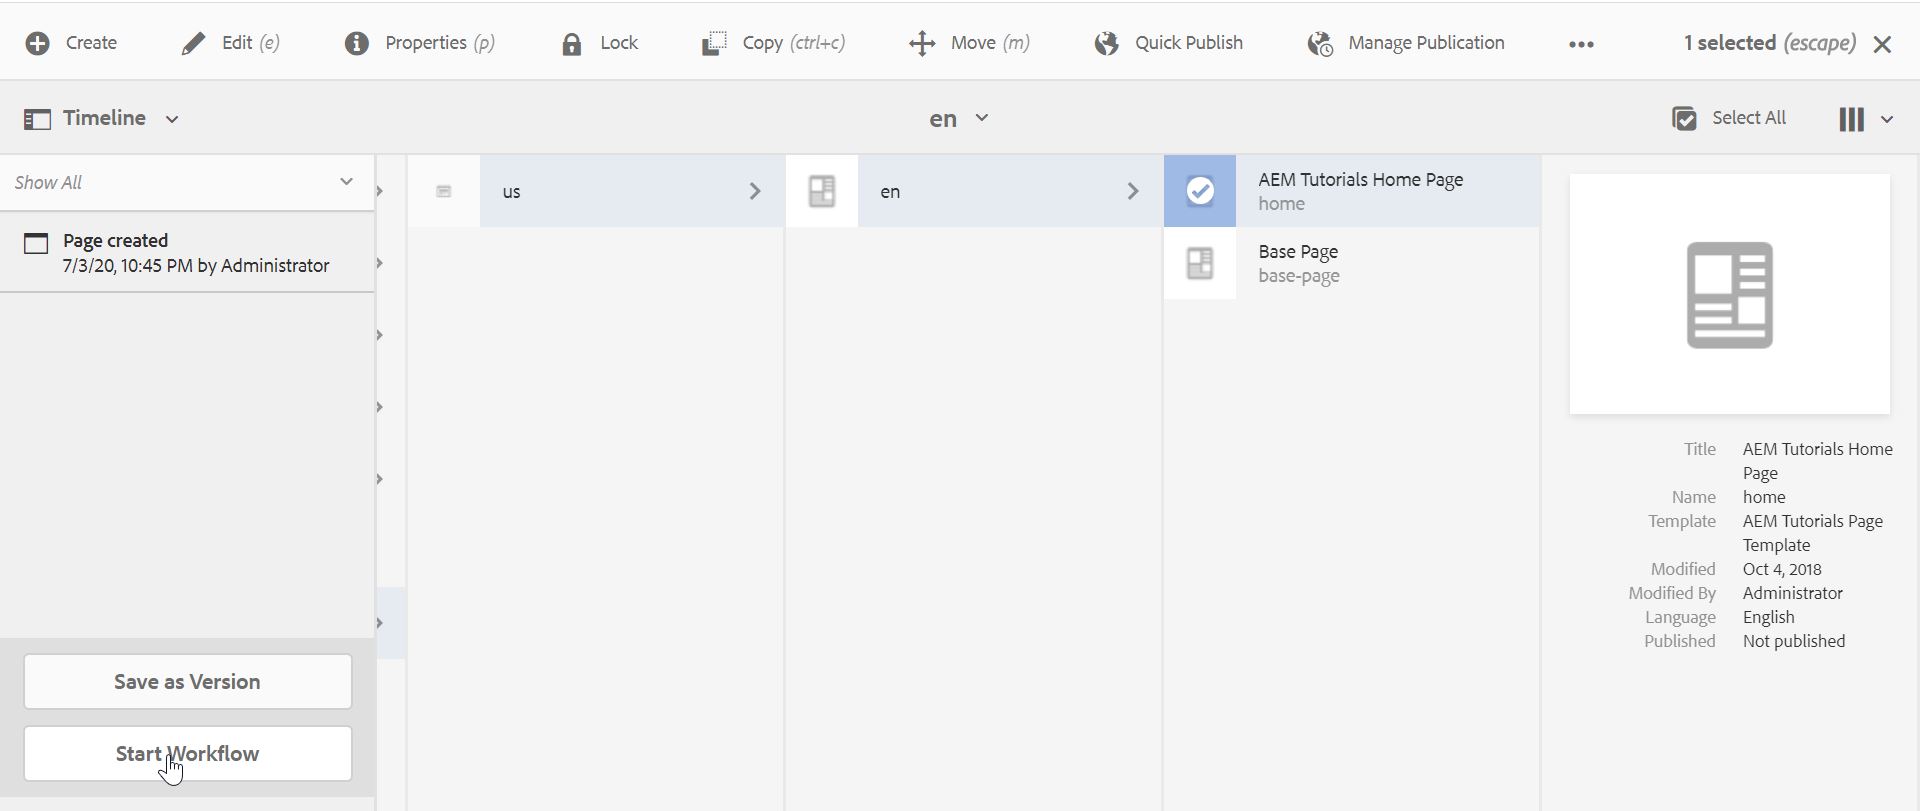 Create
Edit (e)
Properties (p)
Lock
Copy (ctrl+c)
Move (m)
Quick Publish
Manage Publication
1 selected (escape)
Timeline
en
Select All
Show All
Page created
7/3/20, 10:45 PM by Administrator
Save as Version
Start Workflow
us
en
AEM Tutorials Home Page
home
Base Page
base-page
Title AEM Tutorials Home
Page
Name home
Template AEM Tutorials Page
Template
Modified Oct 4, 2018
Modified By Administrator
Language English
Published Not published